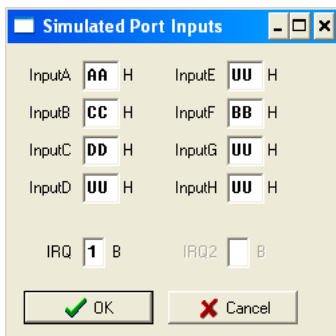 Simulated Port Inputs
InputA AA H InputE UU H
InputB CC H InputF BB H
InputC DD H InputG UU H
InputD UU H InputH UU H
IRQ 1 B IRQ2 B
OK Cancel